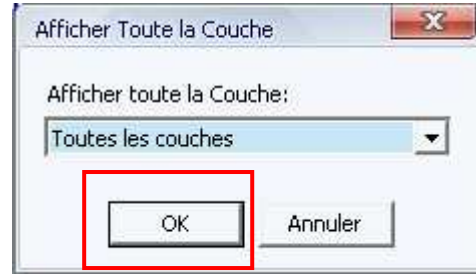 Afficher Toute la Couche
Afficher toute la Couche:
Toutes les couches
OK Annuler